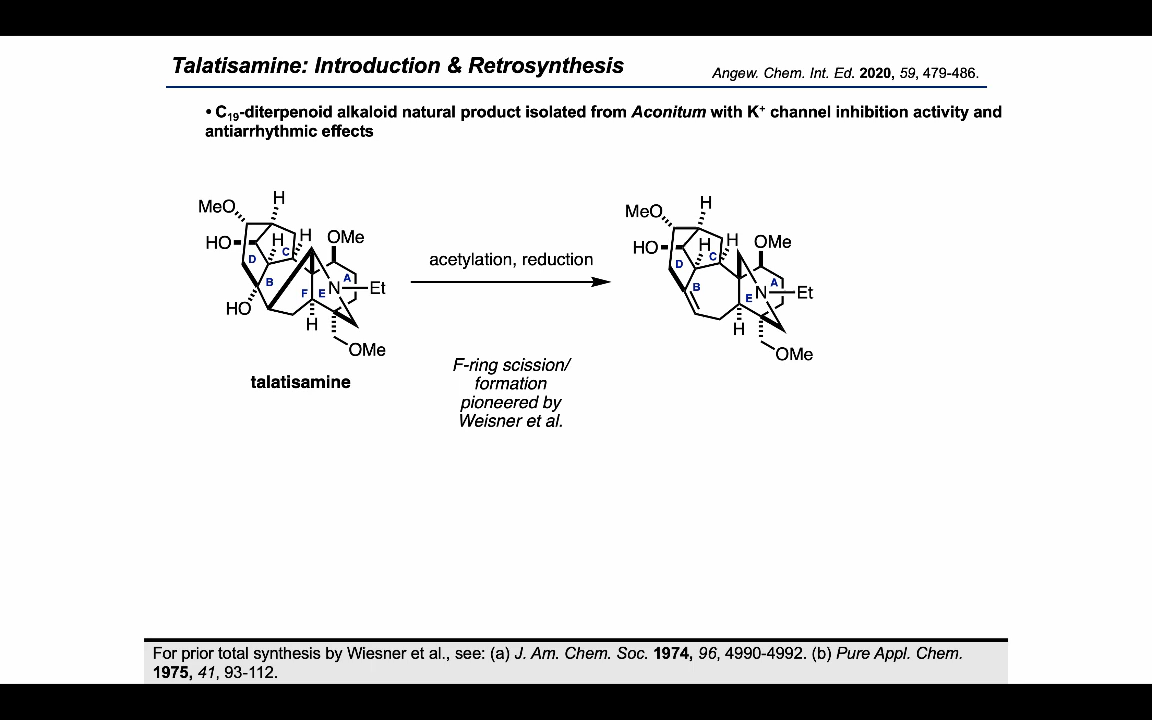 Talatisamine: Introduction & Retrosynthesis
Angew. Chem. Int. Ed. 2020, 59, 479-486.
• C19-diterpenoid alkaloid natural product isolated from Aconitum with K+ channel inhibition activity and
antiarrhythmic effects
MeO
H
HO
H
H
OMe
D
C
B
A
F
E
N
Et
HO
H
OMe
talatisamine
acetylation, reduction
F-ring scission/
formation
pioneered by
Weisner et al.
MeO
H
HO
H
H
OMe
D
C
B
A
E
N
Et
H
OMe
For prior total synthesis by Wiesner et al., see: (a) J. Am. Chem. Soc. 1974, 96, 4990-4992. (b) Pure Appl. Chem.
1975, 41, 93-112.